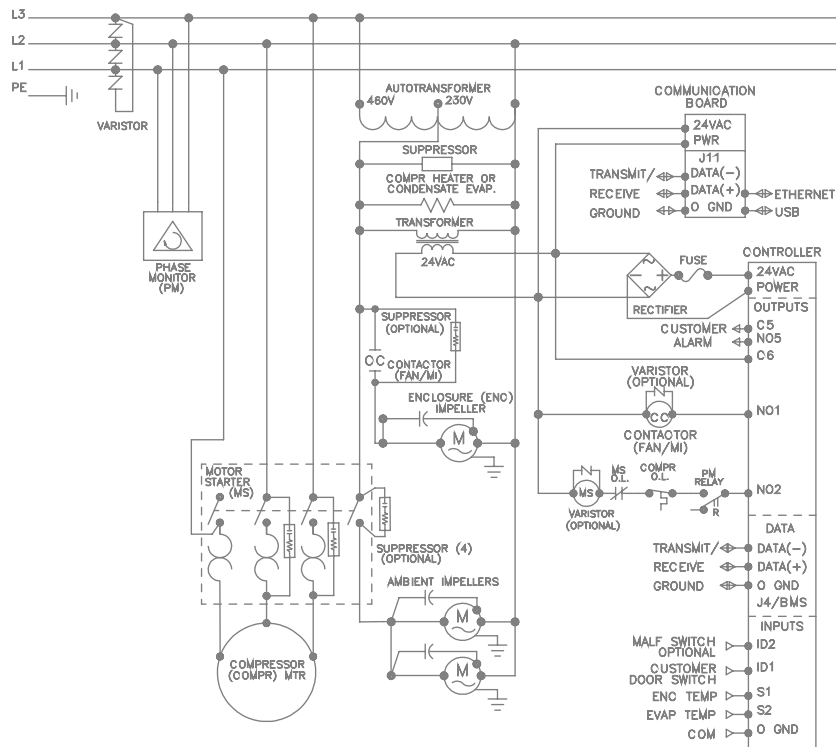 L3
L2
L1
PE
VARISTOR
AUTOTRANSFORMER
460V
230V
SUPPRESSOR
COMPR HEATER OR
CONDENSATE EVAP.
TRANSFORMER
24VAC
PHASE
MONITOR
(PM)
COMMUNICATION
BOARD
24VAC
PWR
J11
TRANSMIT/
DATA(-)
RECEIVE
DATA(+)
ETHERNET
GROUND
O GND
USB
RECTIFIER
FUSE
CONTROLLER
24VAC
POWER
OUTPUTS
CUSTOMER
ALARM
C5
NO5
C6
SUPPRESSOR
(OPTIONAL)
CC
CONTACTOR
(FAN/MI)
ENCLOSURE (ENC)
IMPELLER
M
VARISTOR
(OPTIONAL)
CC
NO1
CONTACTOR
(FAN/MI)
MOTOR
STARTER
(MS)
MS
O.L.
COMPR
O.L.
PM
RELAY
MS
R
NO2
VARISTOR
(OPTIONAL)
SUPPRESSOR (4)
(OPTIONAL)
DATA
TRANSMIT/
DATA(-)
RECEIVE
DATA(+)
GROUND
O GND
J4/BMS
AMBIENT IMPELLERS
M
M
COMPRESSOR
(COMPR) MTR
INPUTS
MALF SWITCH
OPTIONAL
ID2
CUSTOMER
DOOR SWITCH
ID1
ENC TEMP
S1
EVAP TEMP
S2
COM
O GND